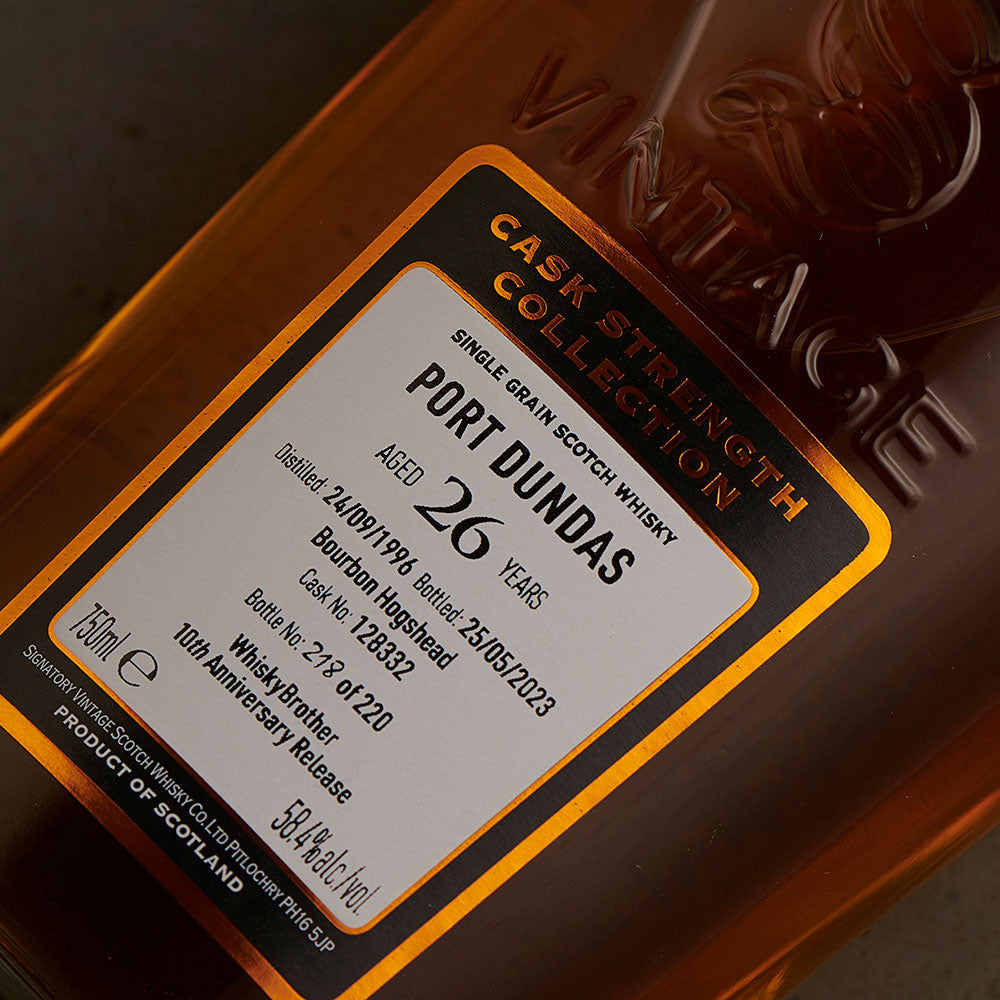 VINTAGE
CASK STRENGTH
COLLECTION
SINGLE GRAIN SCOTCH WHISKY
PORT DUNDAS
AGED 26 YEARS
Distilled: 24/09/1996 Bottled: 25/05/2023
Bourbon Hogshead
Cask No: 128332
Bottle No: 218 of 220
WhiskyBrother
10th Anniversary Release
750ml e 58.4%alc./vol.
SIGNATORY VINTAGE SCOTCH WHISKY CO. LTD PITLOCHRY PH16 5JP
PRODUCT OF SCOTLAND